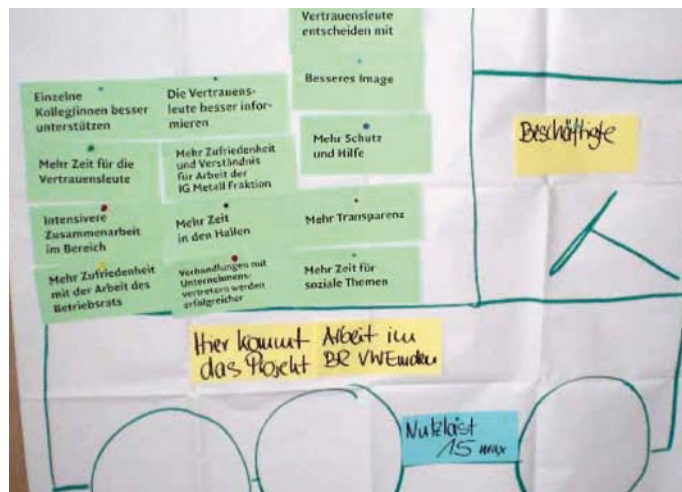 Vertrauensleute
entscheiden mit
Einzelne
KollegInnen besser
unterstützen
Die Vertrauens-
leute besser infor-
mieren
Besseres Image
Mehr Zeit für die
Vertrauensleute
Mehr Zufriedenheit
und Verständnis
für Arbeit der
IG Metall Fraktion
Mehr Schutz
und Hilfe
Intensivere
Zusammenarbeit
im Bereich
Mehr Zeit
in den Hallen
Mehr Transparenz
Mehr Zufriedenheit
mit der Arbeit des
Betriebsrats
Verhandlungen mit
Unternehmens-
vertretern werden
erfolgreicher
Mehr Zeit für
soziale Themen
Beschäftigte
Hier kommt
das Projekt
Arbeit im
BR VW Emden
Nutzlast
15 max